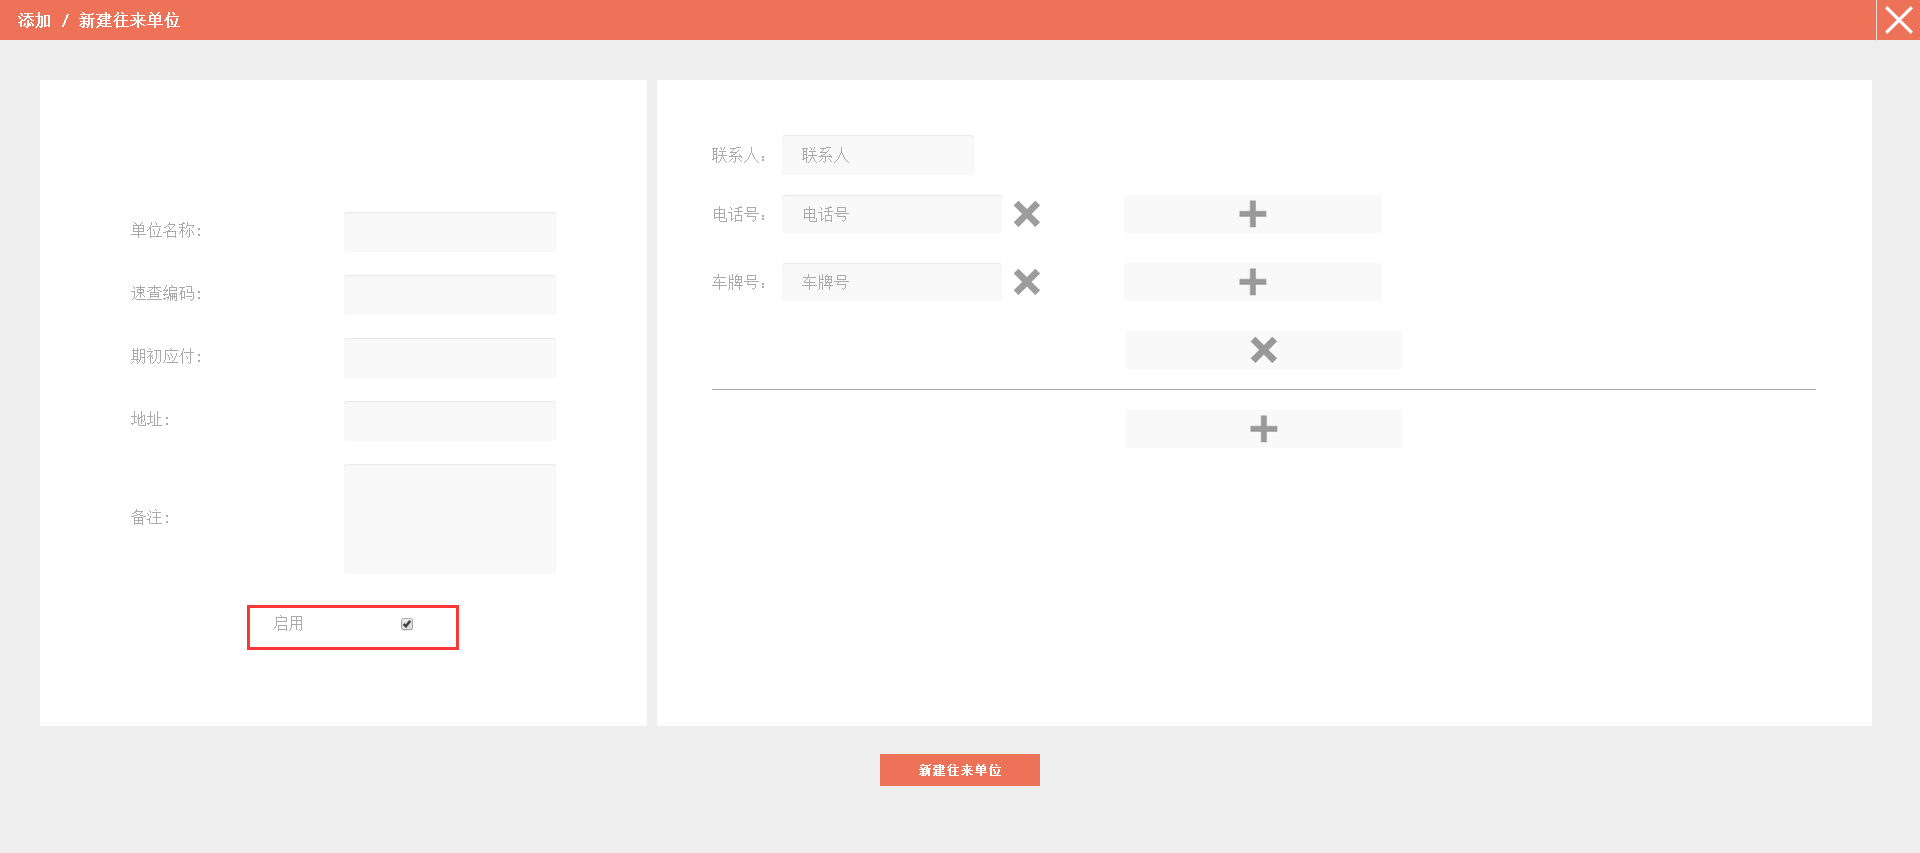 添加 / 新建往来单位
单位名称:
速查编码:
期初应付:
地址:
备注:
启用
联系人： 联系人
电话号： 电话号
车牌号： 车牌号
新建往来单位